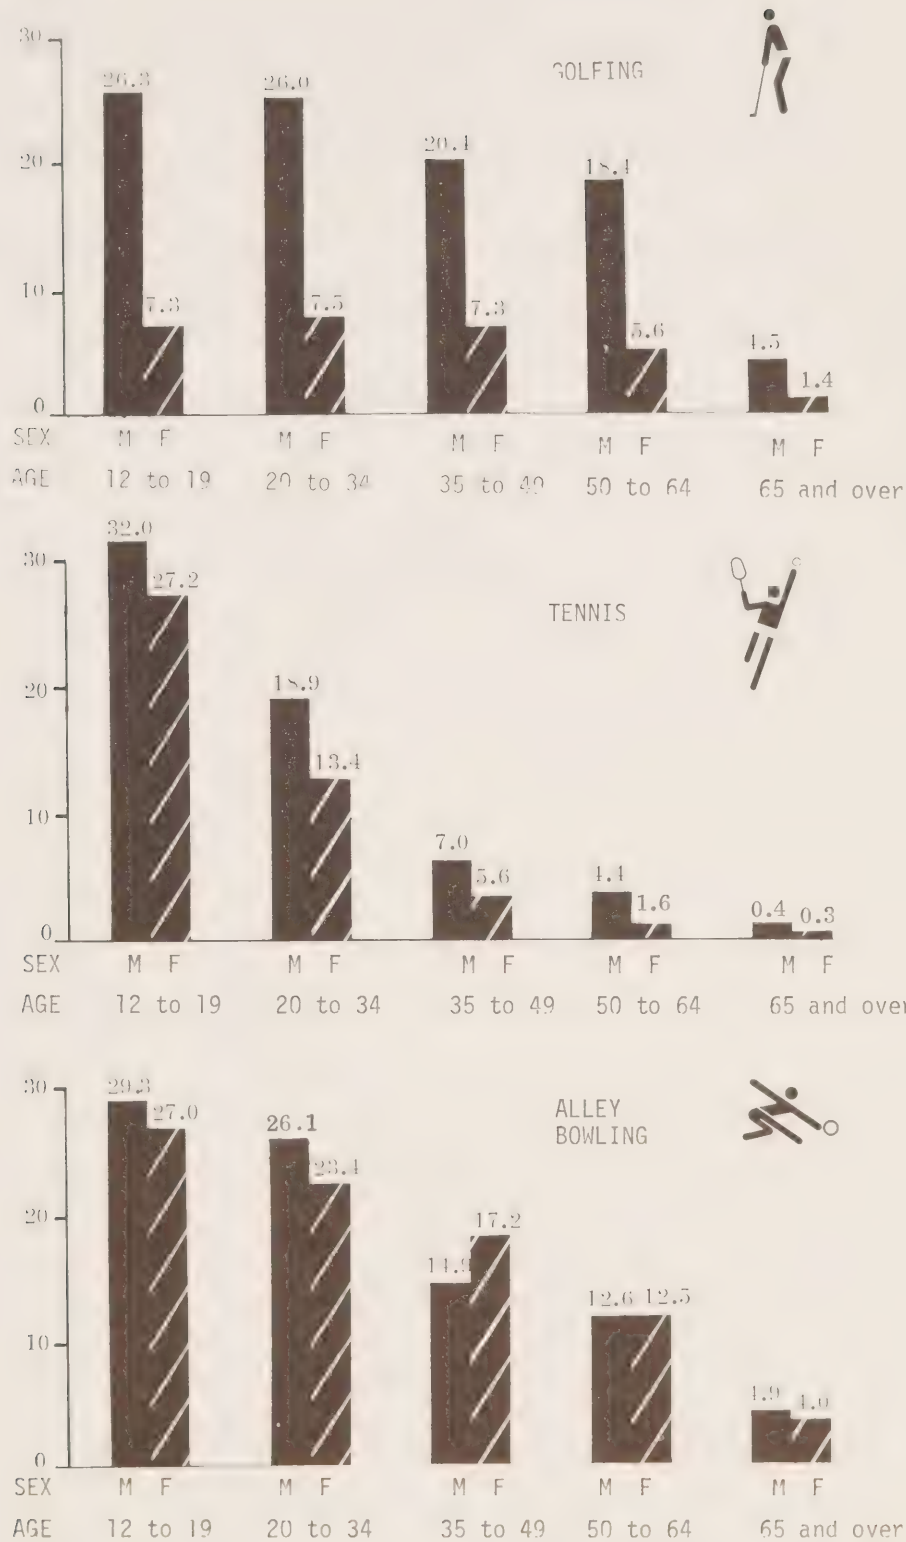 30
GOLFING
26.3 26.0
20.4 18.4
20
10
7.3 7.5 7.3 5.6
4.5 1.4
0
SEX M F M F M F M F M F
AGE 12 to 19 20 to 34 35 to 49 50 to 64 65 and over
32.0
30
27.2
TENNIS
20
18.9
13.4
10
7.0 5.6 4.4 1.6 0.4 0.3
0
SEX M F M F M F M F M F
AGE 12 to 19 20 to 34 35 to 49 50 to 64 65 and over
30 29.3
27.0 26.1
ALLEY
BOWLING
23.4
20
17.2
14.9
12.6 12.5
10
4.9 4.0
0
SEX M F M F M F M F M F
AGE 12 to 19 20 to 34 35 to 49 50 to 64 65 and over